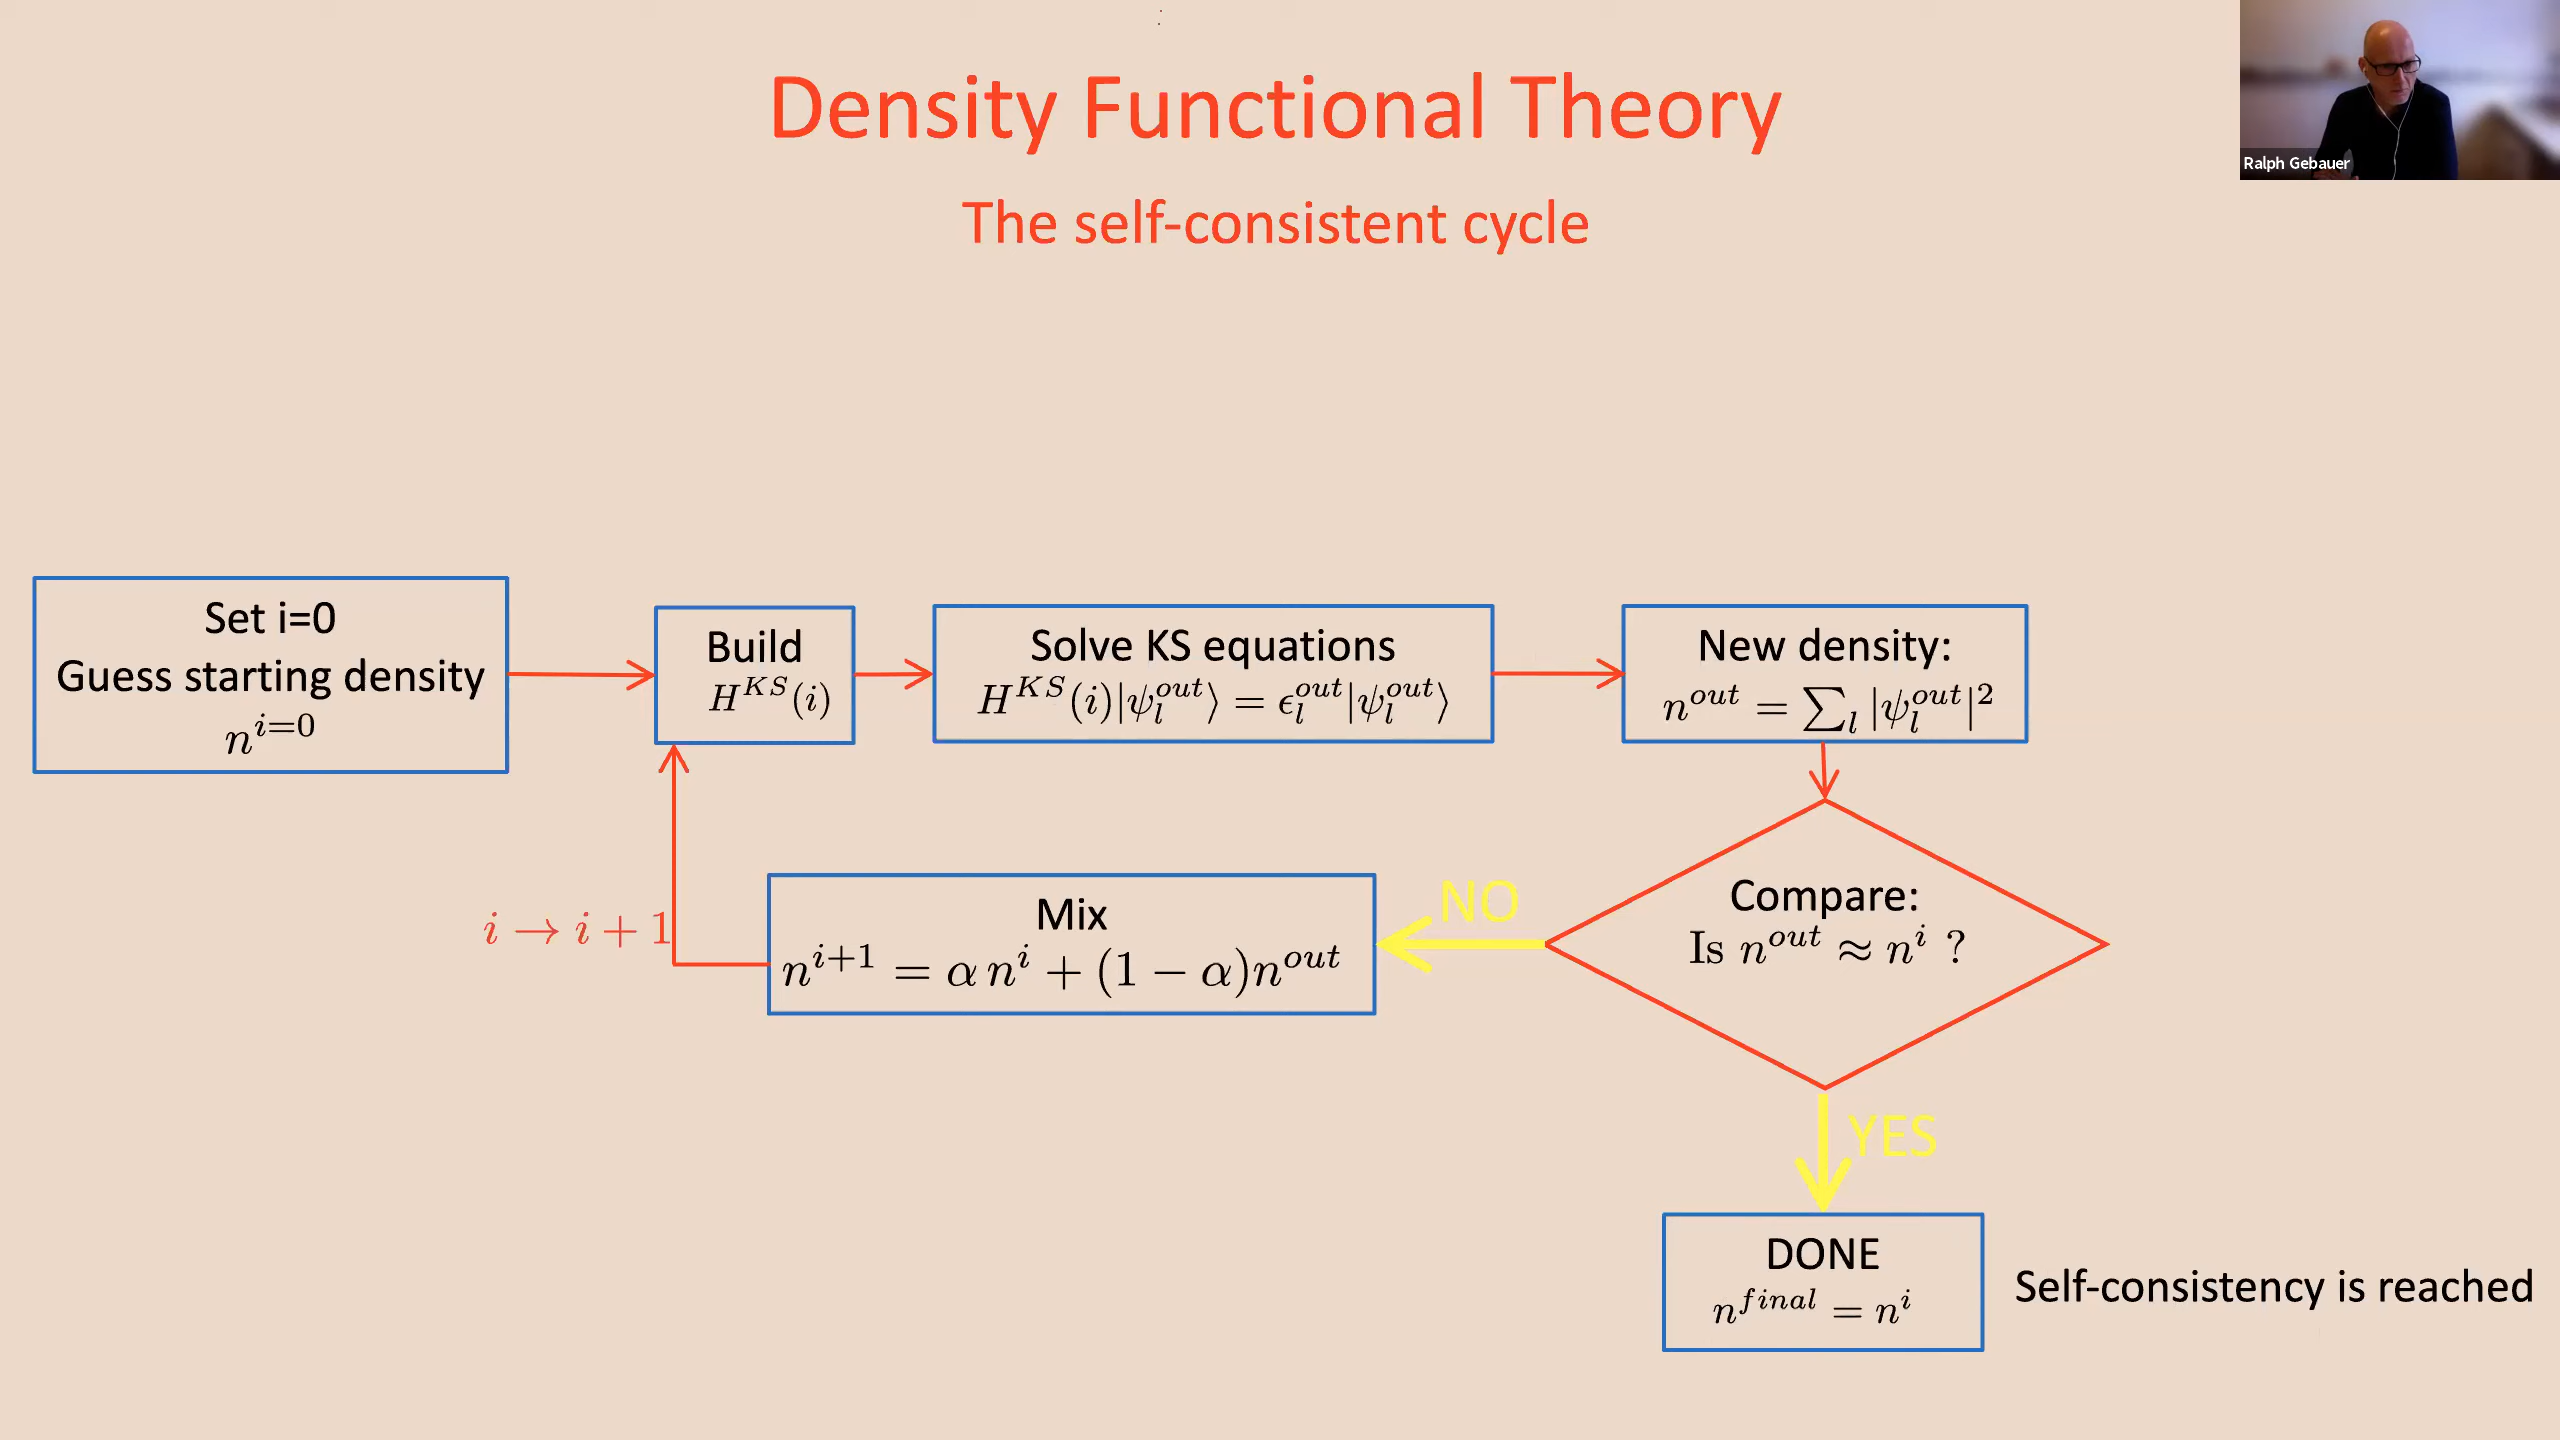 Density Functional Theory
Ralph Gebauer
The self-consistent cycle
Set i=0
Guess starting density
n^{i=0}
Build
H^{KS}(i)
Solve KS equations
H^{KS}(i)|ψ_l^{out}⟩ = ϵ_l^{out}|ψ_l^{out}⟩
New density:
n^{out} = ∑_l |ψ_l^{out}|^2
Compare:
Is n^{out} ≈ n^i ?
NO
Mix
n^{i+1} = α n^i + (1 − α)n^{out}
i → i + 1
YES
DONE
n^{final} = n^i
Self-consistency is reached